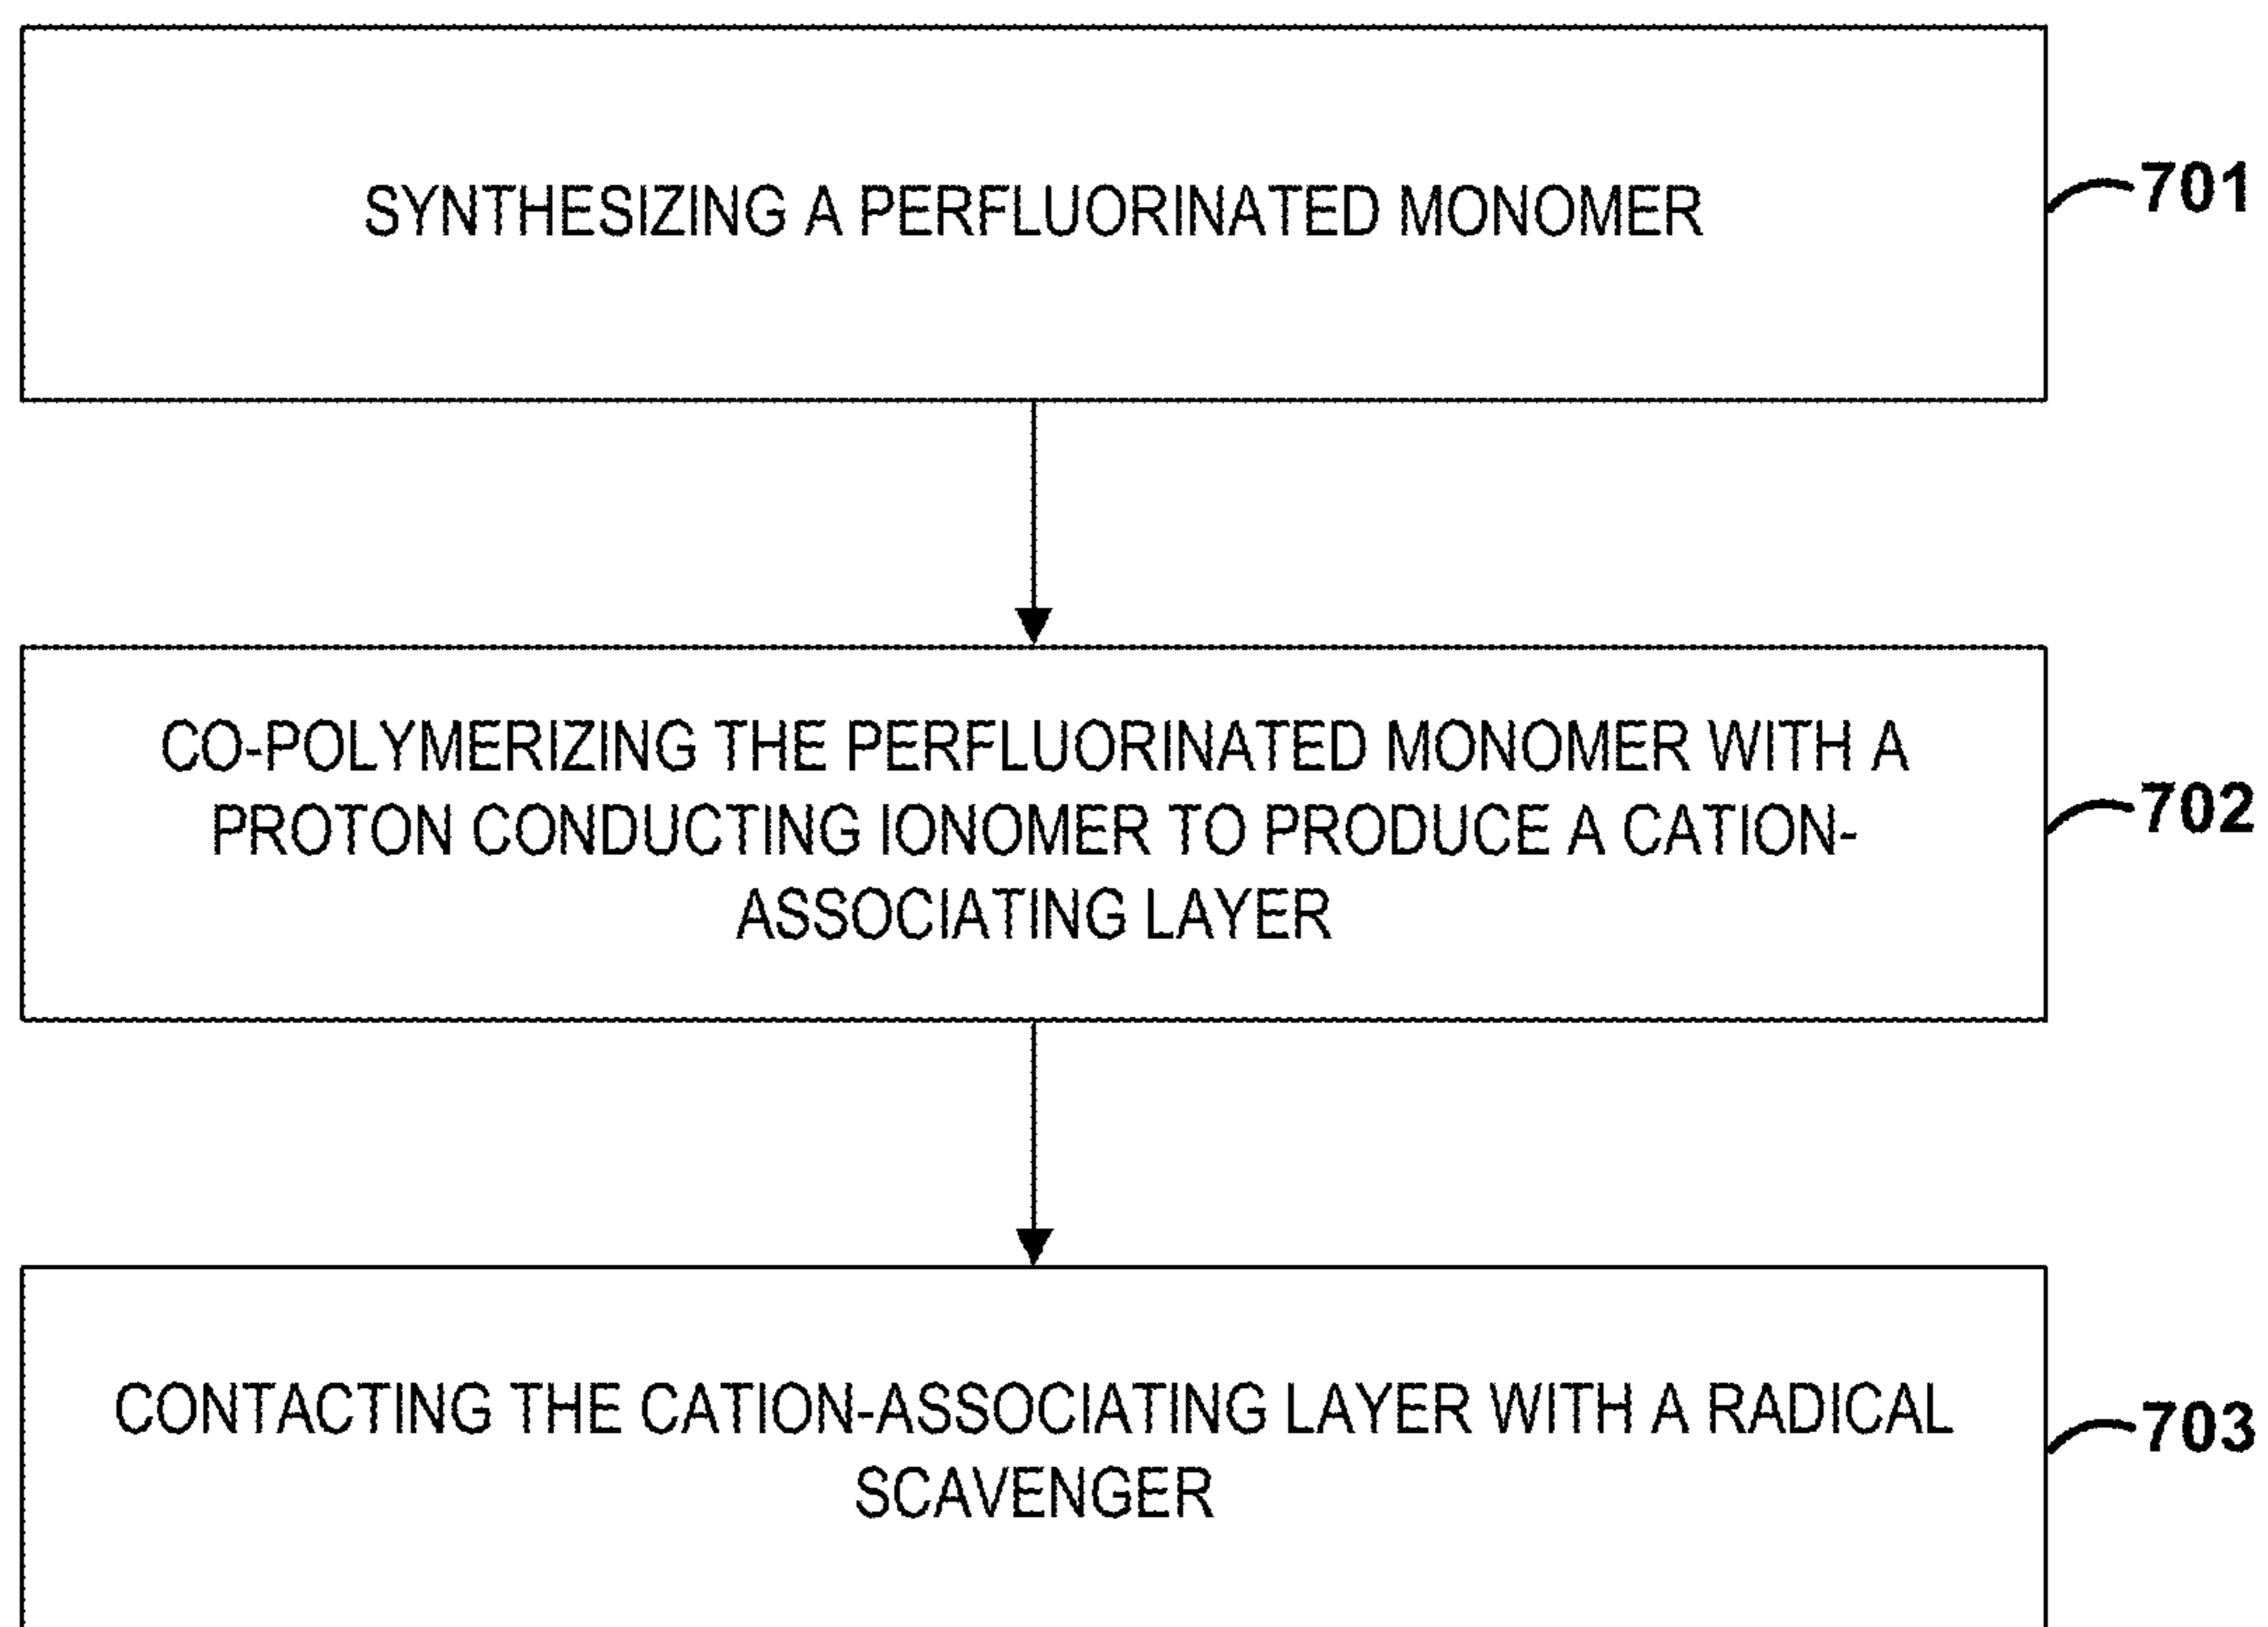 SYNTHESIZING A PERFLUORINATED MONOMER
701
CO-POLYMERIZING THE PERFLUORINATED MONOMER WITH A
PROTON CONDUCTING IONOMER TO PRODUCE A CATION-
ASSOCIATING LAYER
702
CONTACTING THE CATION-ASSOCIATING LAYER WITH A RADICAL
SCAVENGER
703